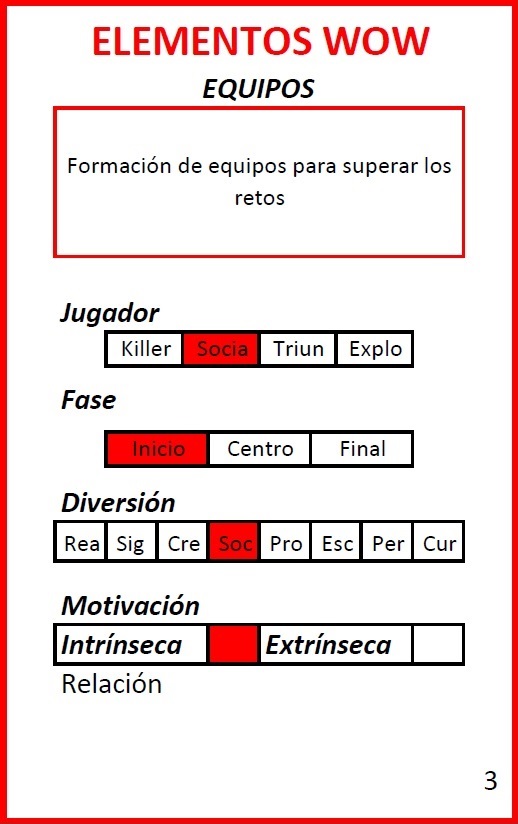 ELEMENTOS WOW
EQUIPOS
Formación de equipos para superar los
retos
Jugador
Killer Socia Triun Explo
Fase
Inicio Centro Final
Diversión
Rea Sig Cre Soc Pro Esc Per Cur
Motivación
Intrínseca Extrínseca
Relación
3